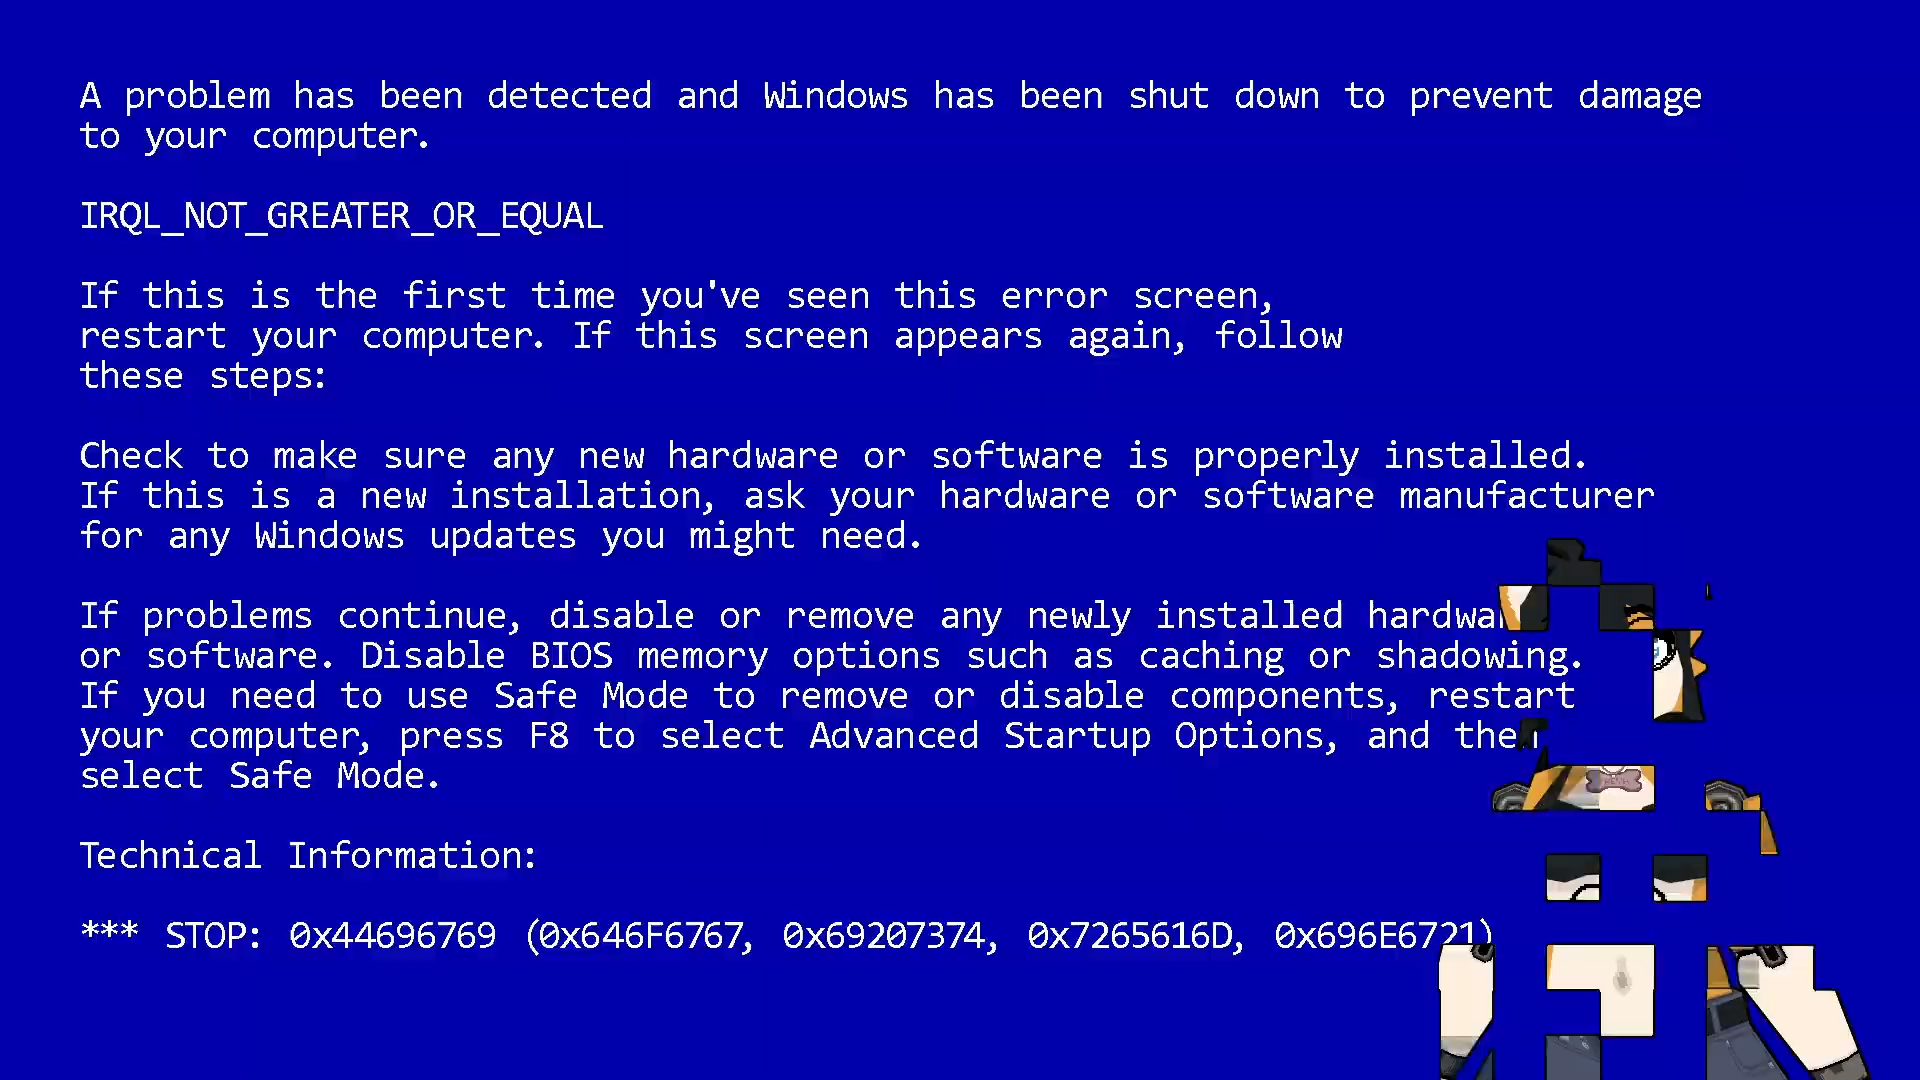 A problem has been detected and Windows has been shut down to prevent damage
to your computer.
IRQL_NOT_GREATER_OR_EQUAL
If this is the first time you've seen this error screen,
restart your computer. If this screen appears again, follow
these steps:
Check to make sure any new hardware or software is properly installed.
If this is a new installation, ask your hardware or software manufacturer
for any Windows updates you might need.
If problems continue, disable or remove any newly installed hardwar
or software. Disable BIOS memory options such as caching or shadowing.
If you need to use Safe Mode to remove or disable components, restart
your computer, press F8 to select Advanced Startup Options, and then
select Safe Mode.
Technical Information:
*** STOP: 0x44696769 (0x646F6767, 0x69207374, 0x7265616D, 0x696E6721)